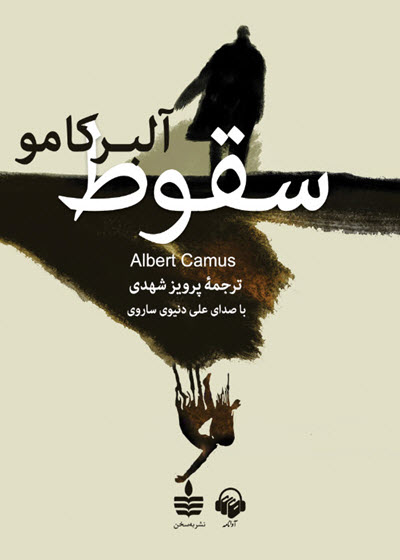 آلبر کامو
سقوط
Albert Camus
ترجمهٔ پرویز شهدی
با صدای علی دنیوی ساروی
نشر به‌سخن
آوانامه